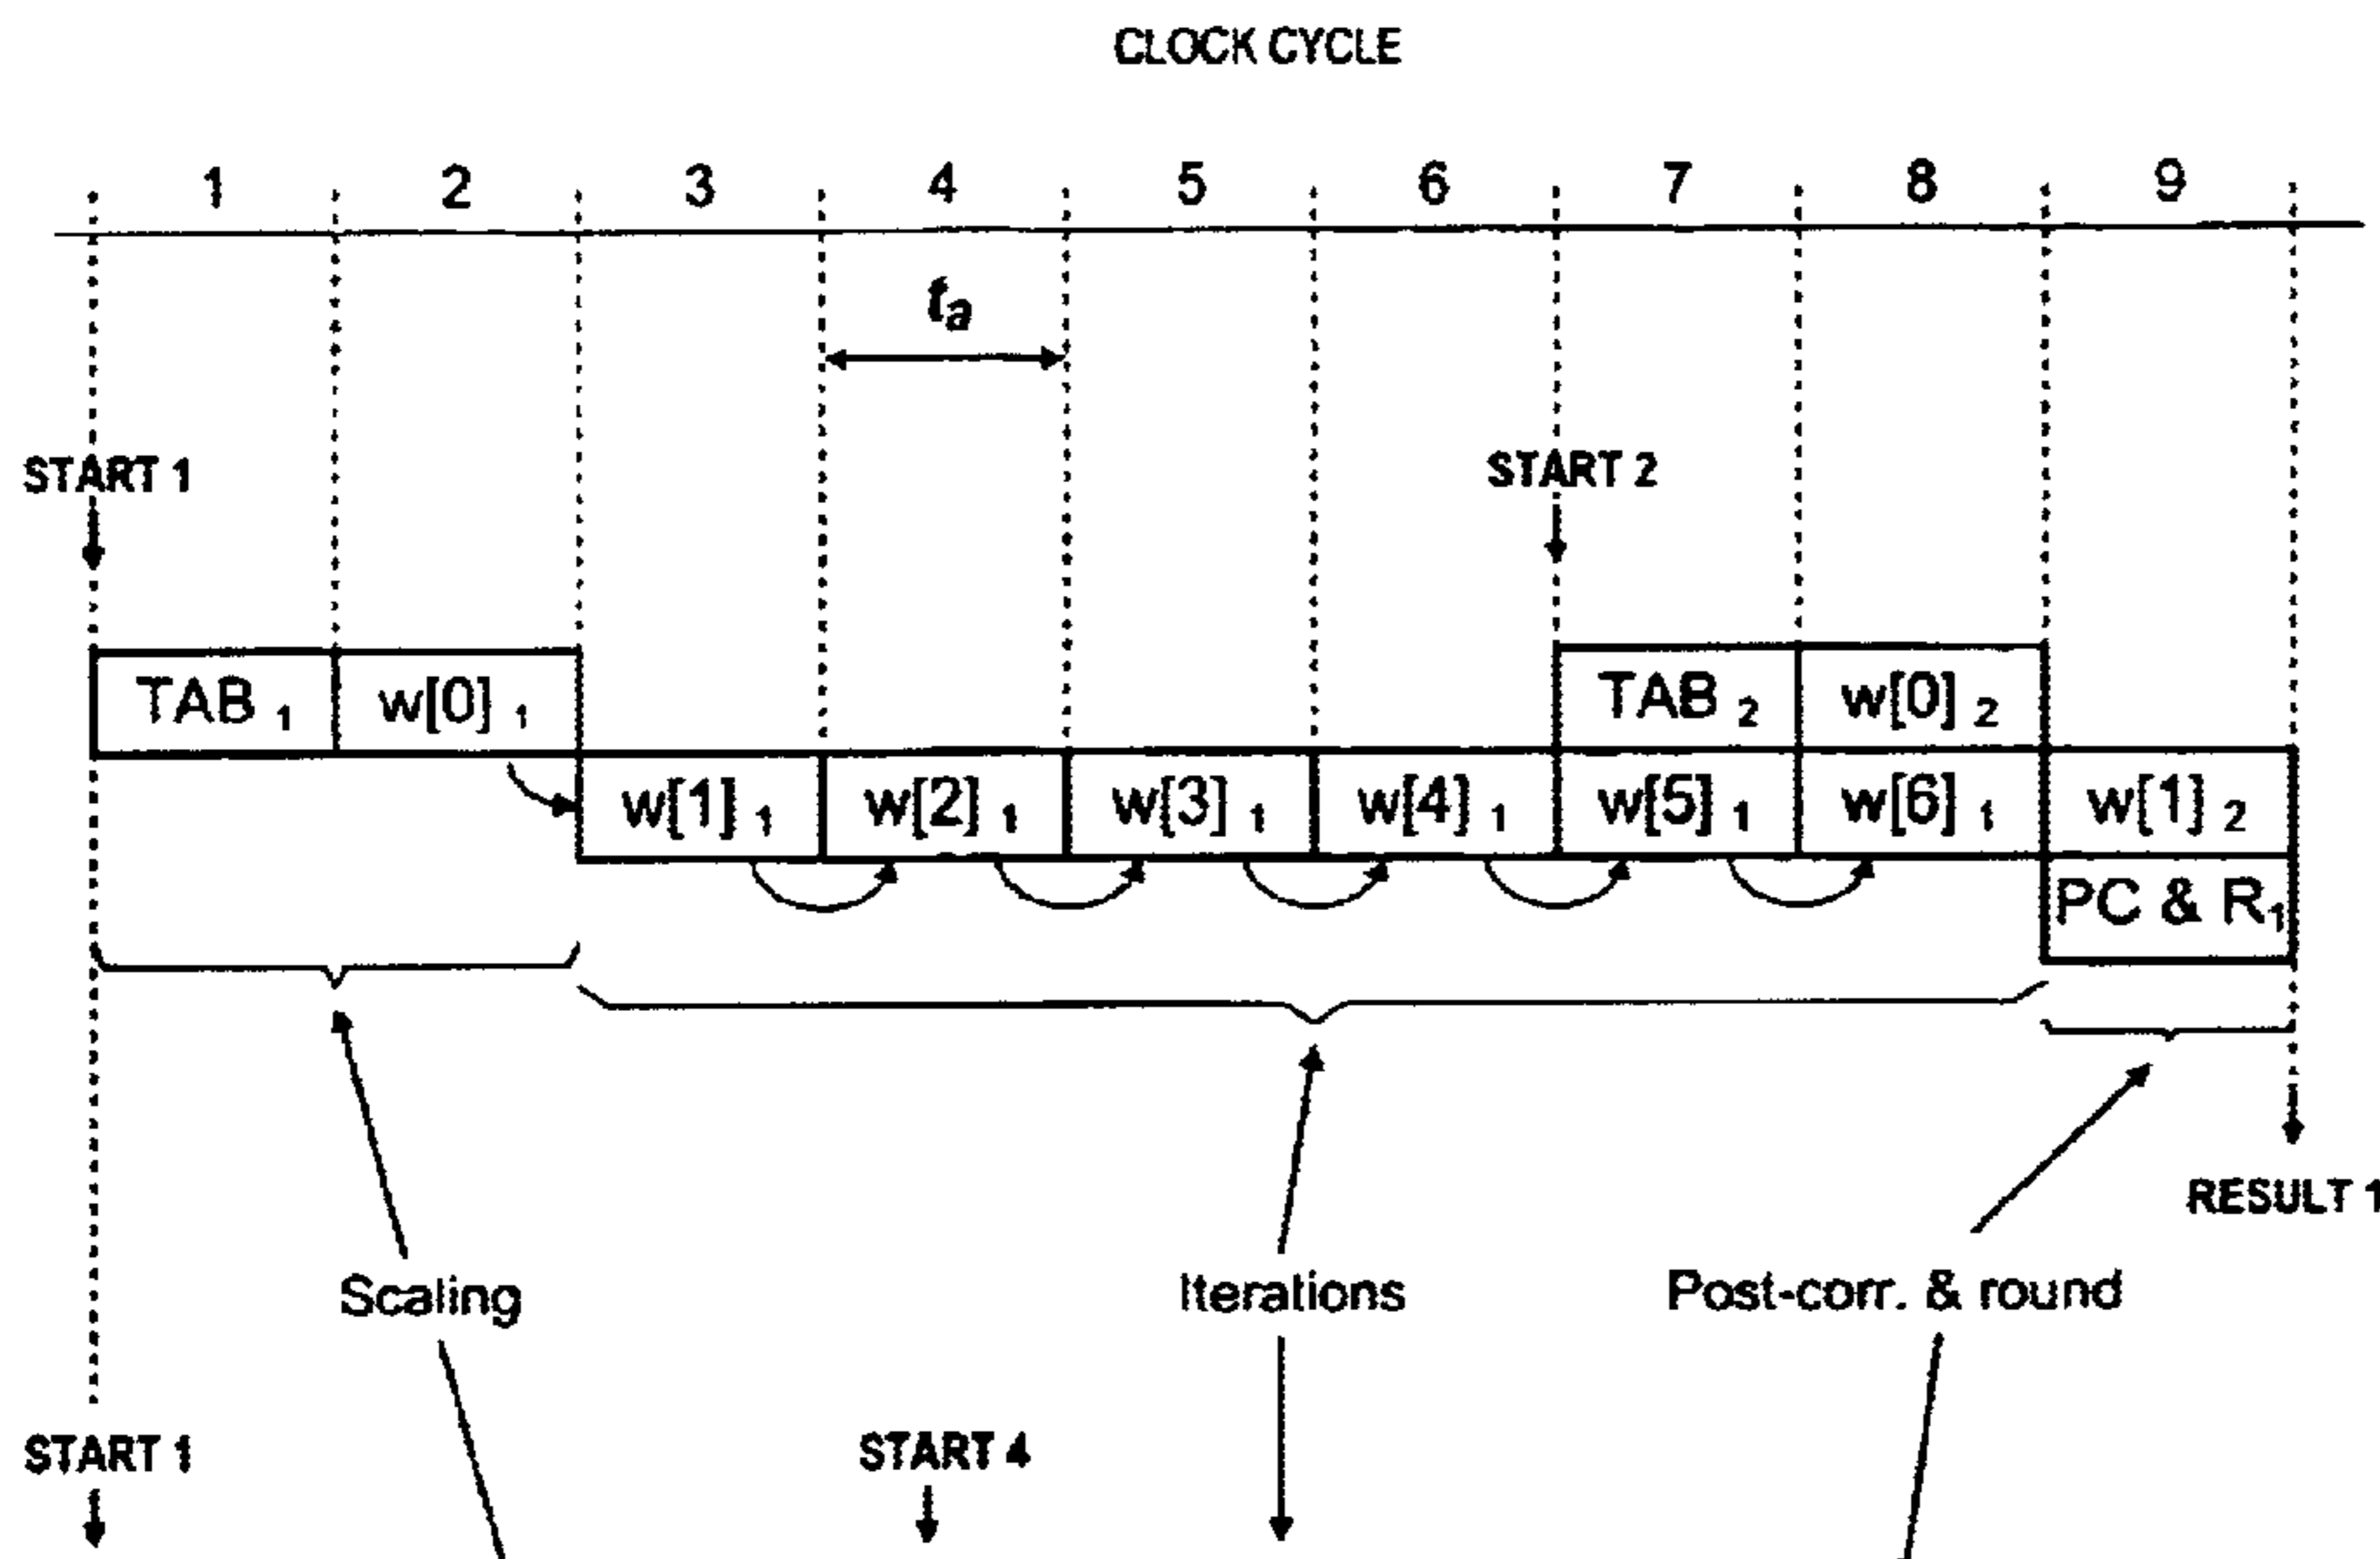 CLOCK CYCLE
1 2 3 4 5 6 7 8 9
ta
START 1 START 2
TAB 1 w[0] 1 TAB 2 w[0] 2
w[1] 1 w[2] 1 w[3] 1 w[4] 1 w[5] 1 w[6] 1 w[1] 2
PC & R1
RESULT 1
Scaling Iterations Post-corr. & round
START 1 START 4